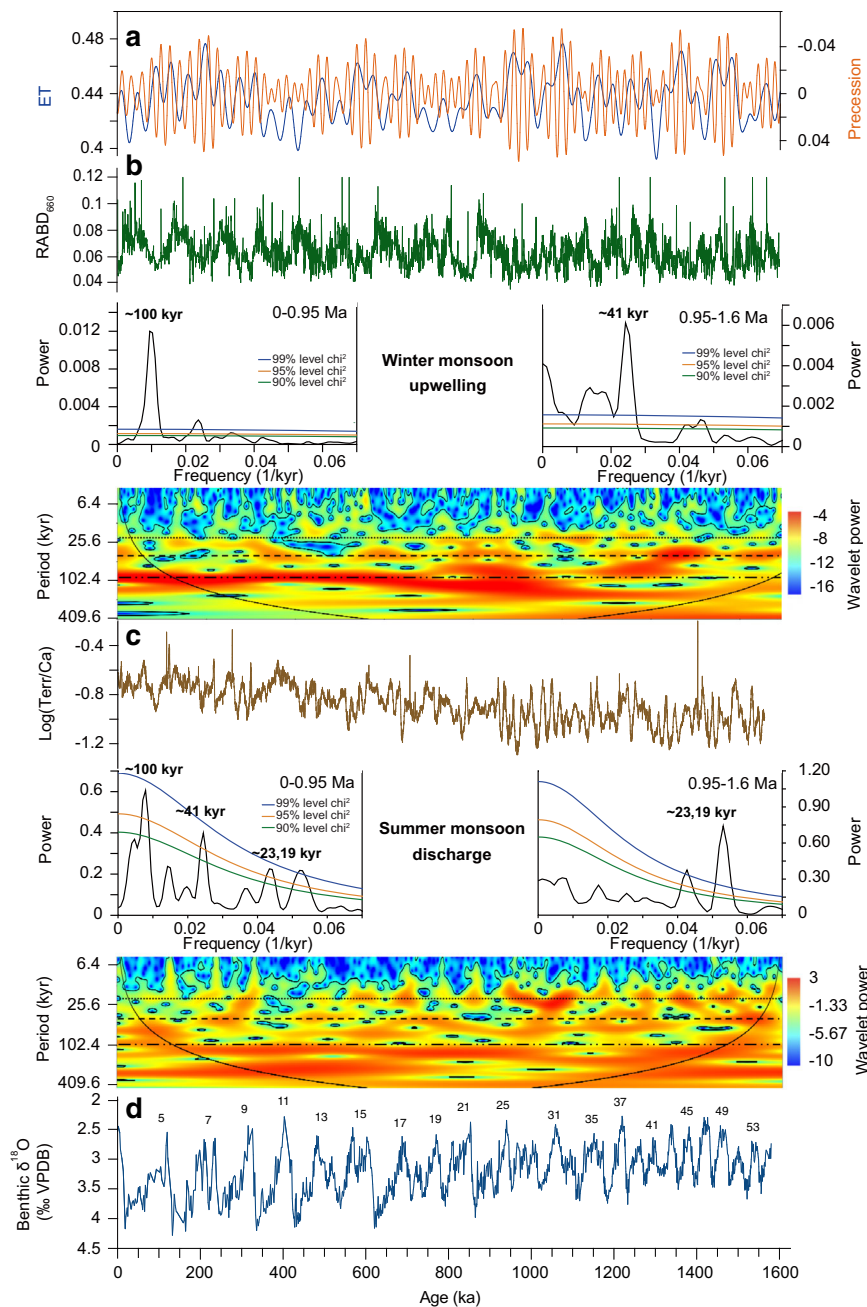 a
0.48
0.44
0.4
ET
-0.04
0
0.04
Precession
b
0.12
0.1
0.08
0.06
0.04
RABD660
~100 kyr
0-0.95 Ma
0.012
0.008
0.004
0
Power
99% level chi²
95% level chi²
90% level chi²
0
0.02
0.04
0.06
Frequency (1/kyr)
Winter monsoon
upwelling
~41 kyr
0.95-1.6 Ma
0.006
0.004
0.002
0.000
Power
99% level chi²
95% level chi²
90% level chi²
0
0.02
0.04
0.06
Frequency (1/kyr)
6.4
25.6
102.4
409.6
Period (kyr)
-4
-8
-12
-16
Wavelet power
c
-0.4
-0.8
-1.2
Log(Terr/Ca)
~100 kyr
0-0.95 Ma
~41 kyr
~23,19 kyr
0.6
0.4
0.2
0
Power
99% level chi²
95% level chi²
90% level chi²
0
0.02
0.04
0.06
Frequency (1/kyr)
Summer monsoon
discharge
0.95-1.6 Ma
~23,19 kyr
1.20
0.90
0.60
0.30
0
Power
0
0.02
0.04
0.06
Frequency (1/kyr)
6.4
25.6
102.4
409.6
Period (kyr)
3
-1.33
-5.67
-10
Wavelet power
d
2
2.5
3.0
3.5
4
4.5
Benthic δ¹⁸O
(‰ VPDB)
5
7
9
11
13
15
17
19
21
25
31
35
37
41
45
49
53
0
200
400
600
800
1000
1200
1400
1600
Age (ka)